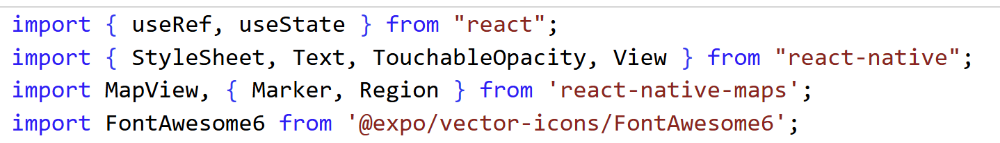 import { useRef, useState } from "react";
import { StyleSheet, Text, TouchableOpacity, View } from "react-native";
import MapView, { Marker, Region } from 'react-native-maps';
import FontAwesome6 from '@expo/vector-icons/FontAwesome6';